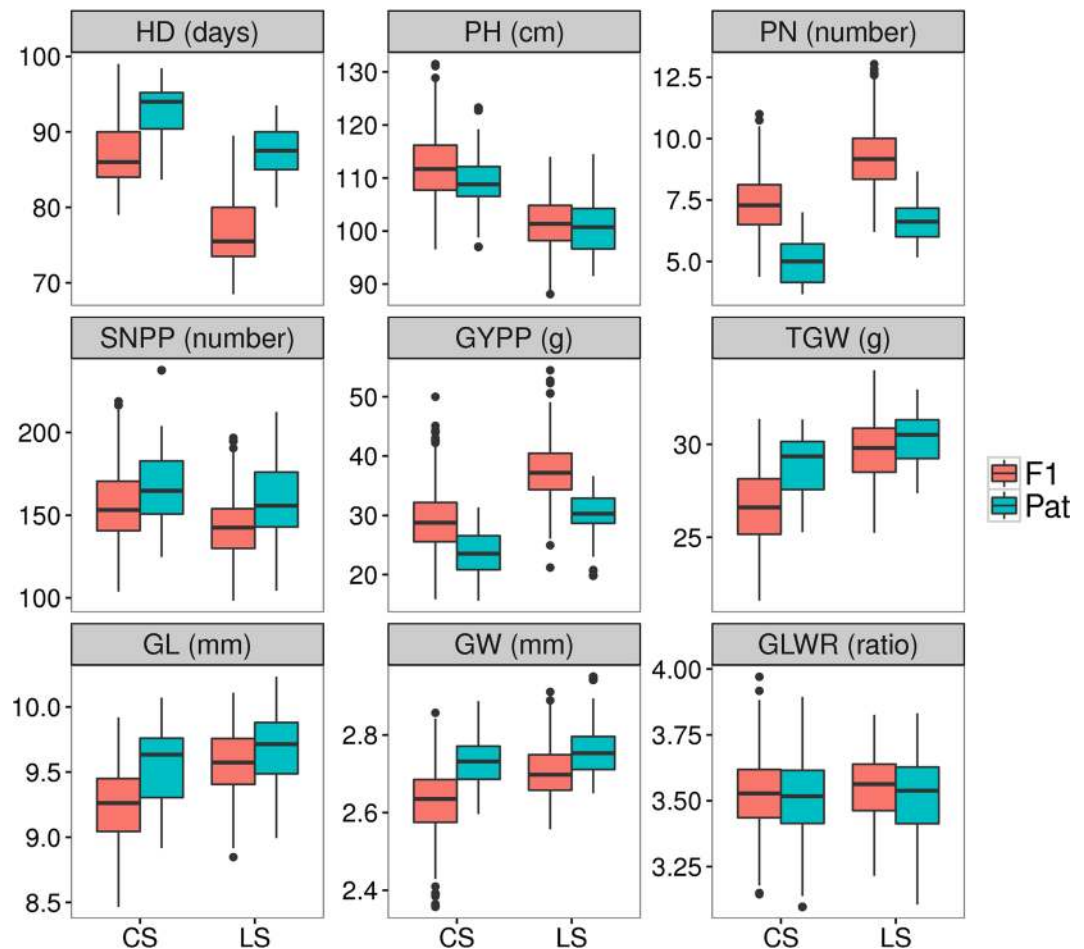 HD (days)
PH (cm)
PN (number)
100
90
80
70
130
120
110
100
90
12.5
10.0
7.5
5.0
SNPP (number)
GYPP (g)
TGW (g)
200
150
100
50
40
30
20
30
25
F1
Pat
GL (mm)
GW (mm)
GLWR (ratio)
10.0
9.5
9.0
8.5
2.8
2.6
2.4
4.00
3.75
3.50
3.25
CS
LS
CS
LS
CS
LS